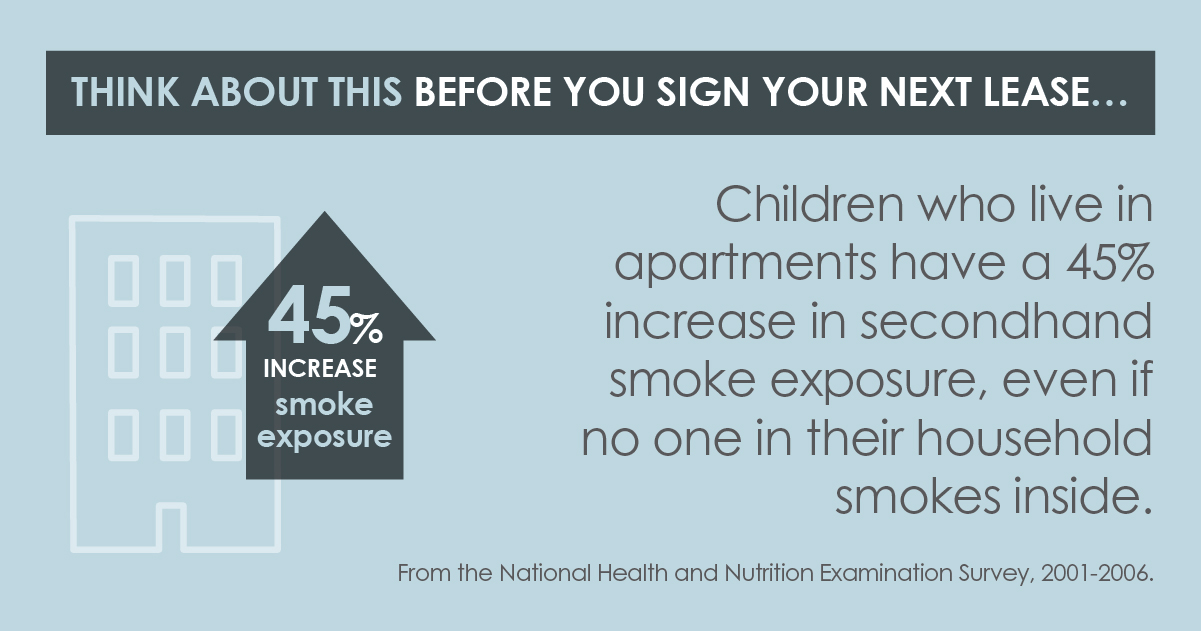 THINK ABOUT THIS BEFORE YOU SIGN YOUR NEXT LEASE...
45%
INCREASE
smoke
exposure
Children who live in
apartments have a 45%
increase in secondhand
smoke exposure, even if
no one in their household
smokes inside.
From the National Health and Nutrition Examination Survey, 2001-2006.